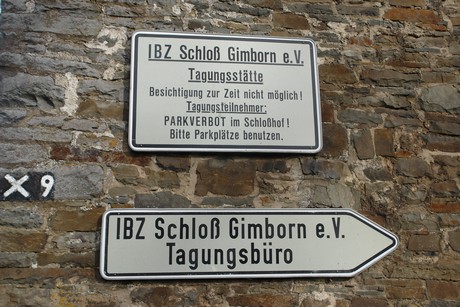 IBZ Schloß Gimborn e.V.
Tagungsstätte
Besichtigung zur Zeit nicht möglich!
Tagungsteilnehmer:
PARKVERBOT im Schloßhof!
Bitte Parkplätze benutzen.
X9
IBZ Schloß Gimborn e.V.
Tagungsbüro